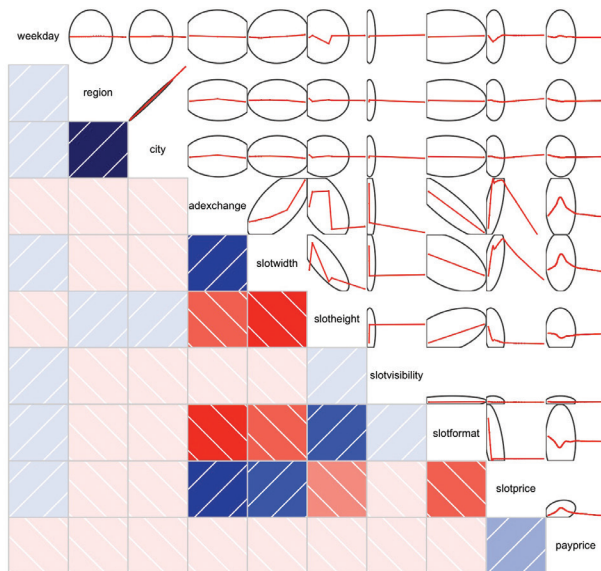 weekday
region
city
adexchange
slotwidth
slotheight
slotvisibility
slotformat
slotprice
payprice